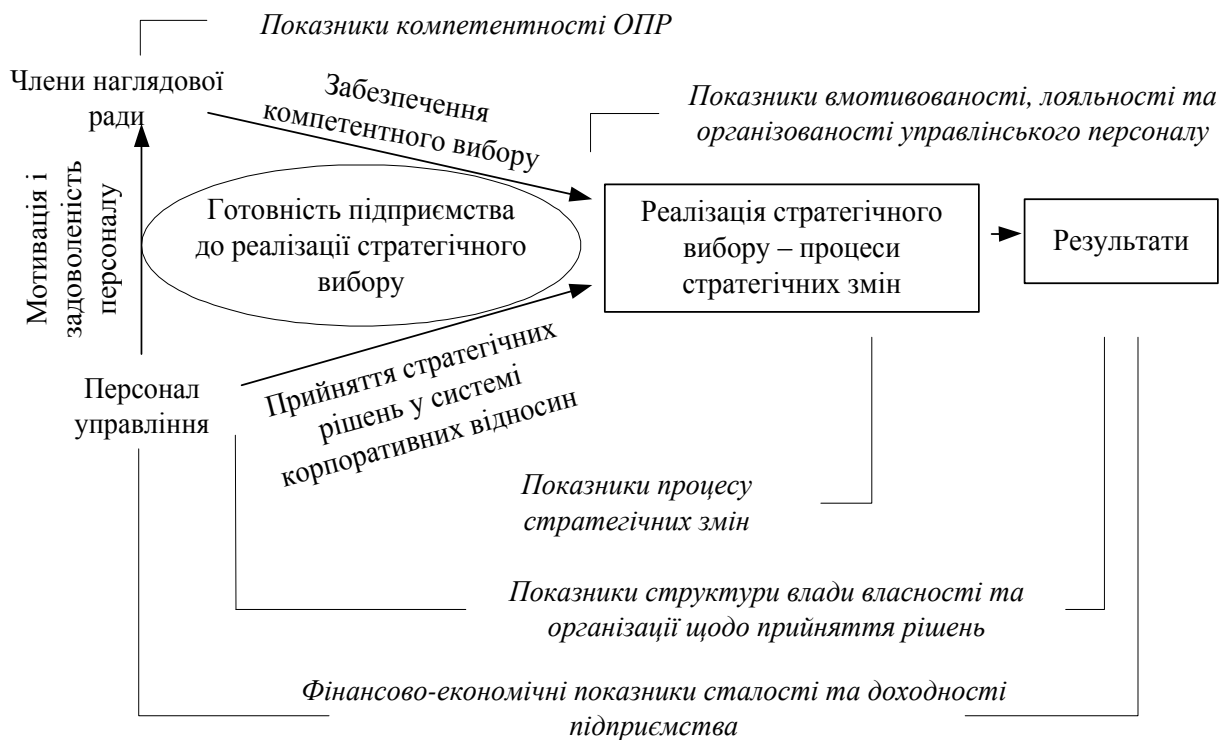 Показники компетентності ОПР
Члени наглядової
ради
Забезпечення
компетентного вибору
Показники вмотивованості, лояльності та
організованості управлінського персоналу
Мотивація і
задоволеність
персоналу
Готовність підприємства
до реалізації стратегічного
вибору
Реалізація стратегічного
вибору – процеси
стратегічних змін
Результати
Персонал
управління
Прийняття стратегічних
рішень у системі
корпоративних відносин
Показники процесу
стратегічних змін
Показники структури влади власності та
організації щодо прийняття рішень
Фінансово-економічні показники сталості та доходності
підприємства